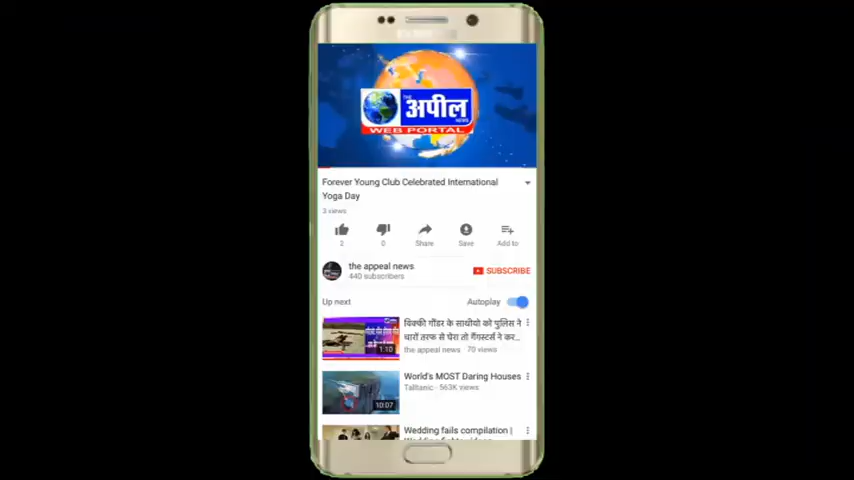 THE
अपील
NEWS
WEB PORTAL
Forever Young Club Celebrated International
Yoga Day
3 views
2
0
Share
Save
Add to
the appeal news
440 subscribers
SUBSCRIBE
Up next
Autoplay
विक्की गौंडर के साथीयो को पुलिस ने
चारों तरफ से घेरा तो गैंगस्टर्स ने कर...
the appeal news 70 views
1:10
World's MOST Daring Houses
Talltanic - 563K views
10:07
Wedding fails compilation |